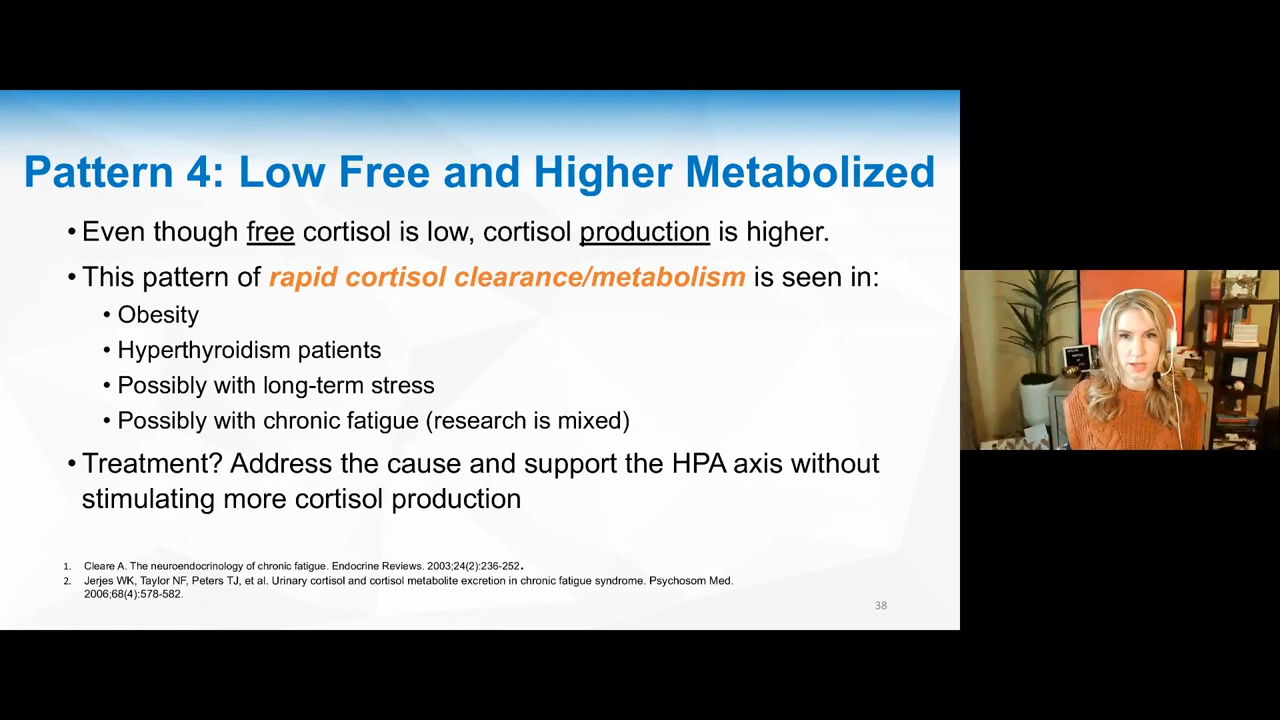 Pattern 4: Low Free and Higher Metabolized
• Even though free cortisol is low, cortisol production is higher.
• This pattern of rapid cortisol clearance/metabolism is seen in:
• Obesity
• Hyperthyroidism patients
• Possibly with long-term stress
• Possibly with chronic fatigue (research is mixed)
• Treatment? Address the cause and support the HPA axis without
stimulating more cortisol production
1. Cleare A. The neuroendocrinology of chronic fatigue. Endocrine Reviews. 2003;24(2):236-252.
2. Jerjes WK, Taylor NF, Peters TJ, et al. Urinary cortisol and cortisol metabolite excretion in chronic fatigue syndrome. Psychosom Med.
2006;68(4):578-582.
38